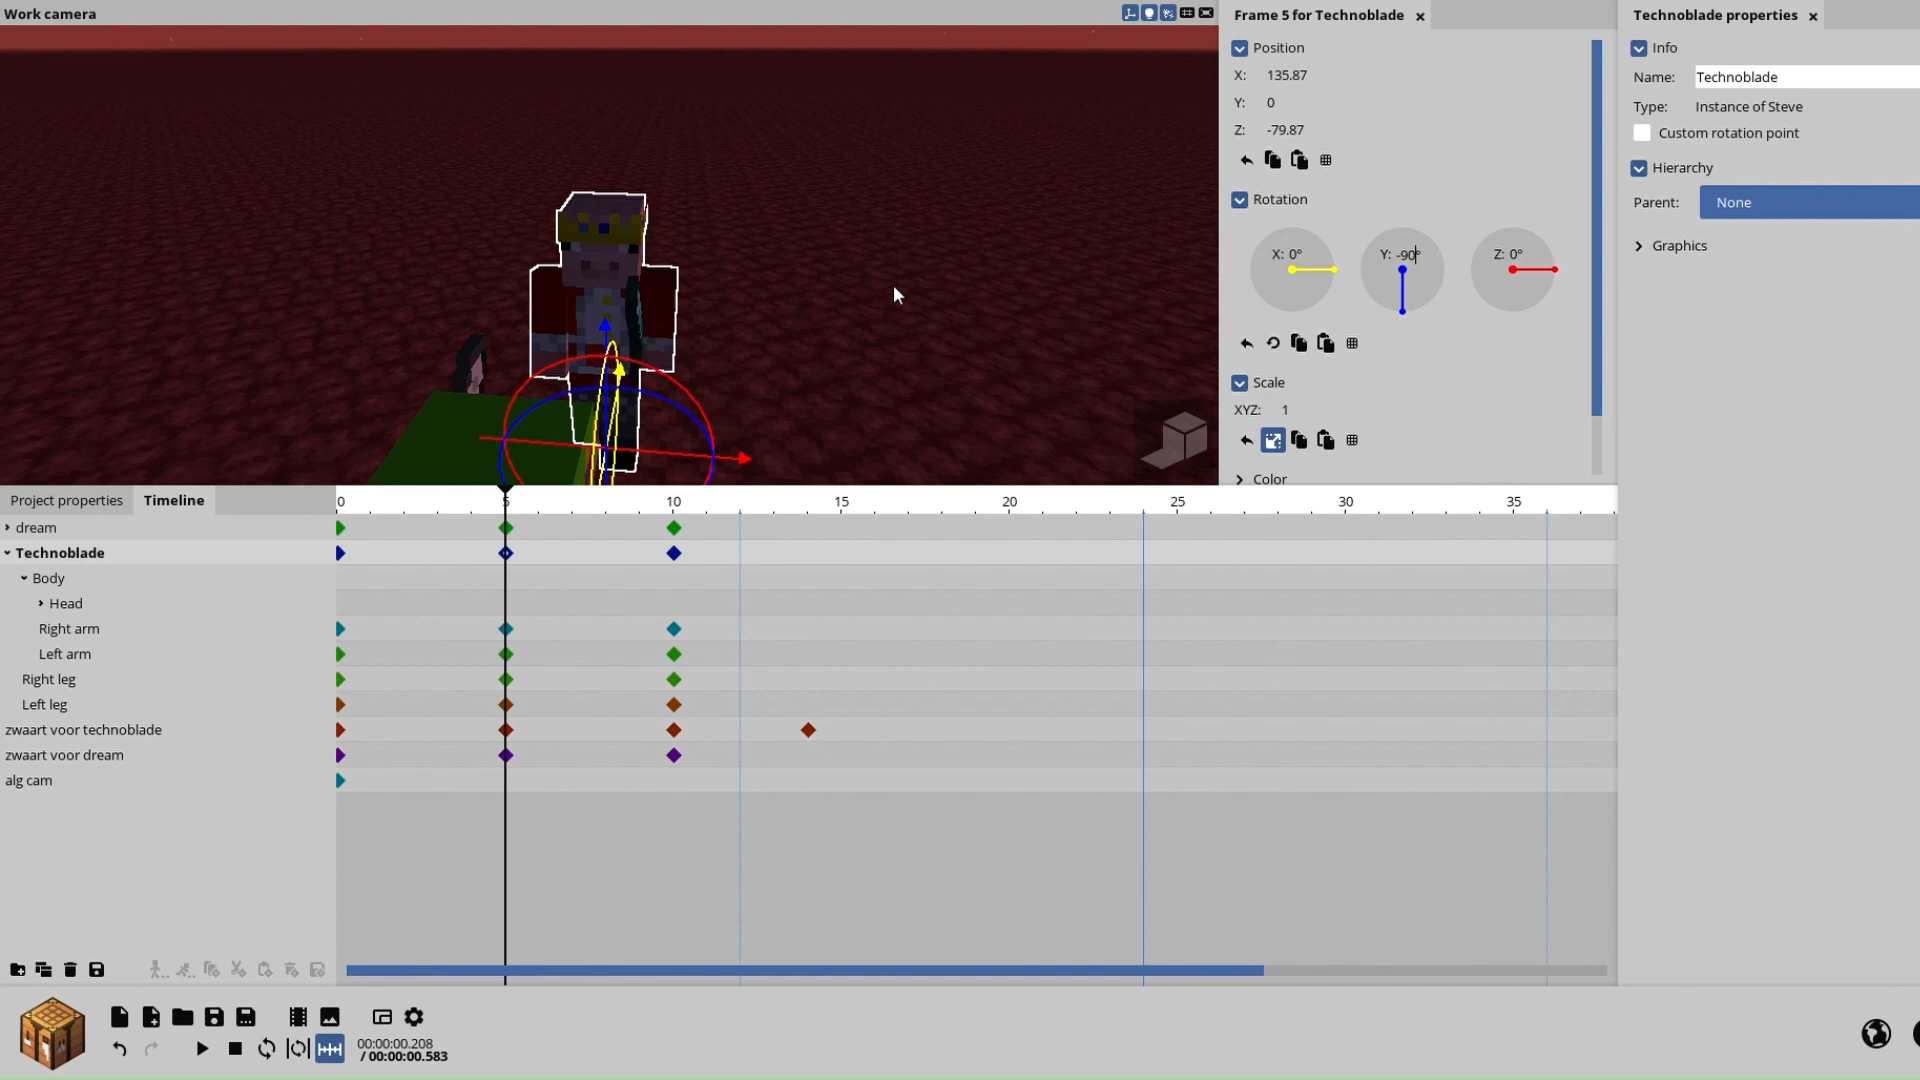 Work camera
Frame 5 for Technoblade
Position
X: 135.87
Y: 0
Z: -79.87
Rotation
X: 0° Y: -90° Z: 0°
Scale
XYZ: 1
Color
Technoblade properties
Info
Name: Technoblade
Type: Instance of Steve
Custom rotation point
Hierarchy
Parent: None
Graphics
Project properties Timeline
0 5 10 15 20 25 30 35
dream
Technoblade
Body
Head
Right arm
Left arm
Right leg
Left leg
zwaart voor technoblade
zwaart voor dream
alg cam
00:00:00.208
/ 00:00:00.583